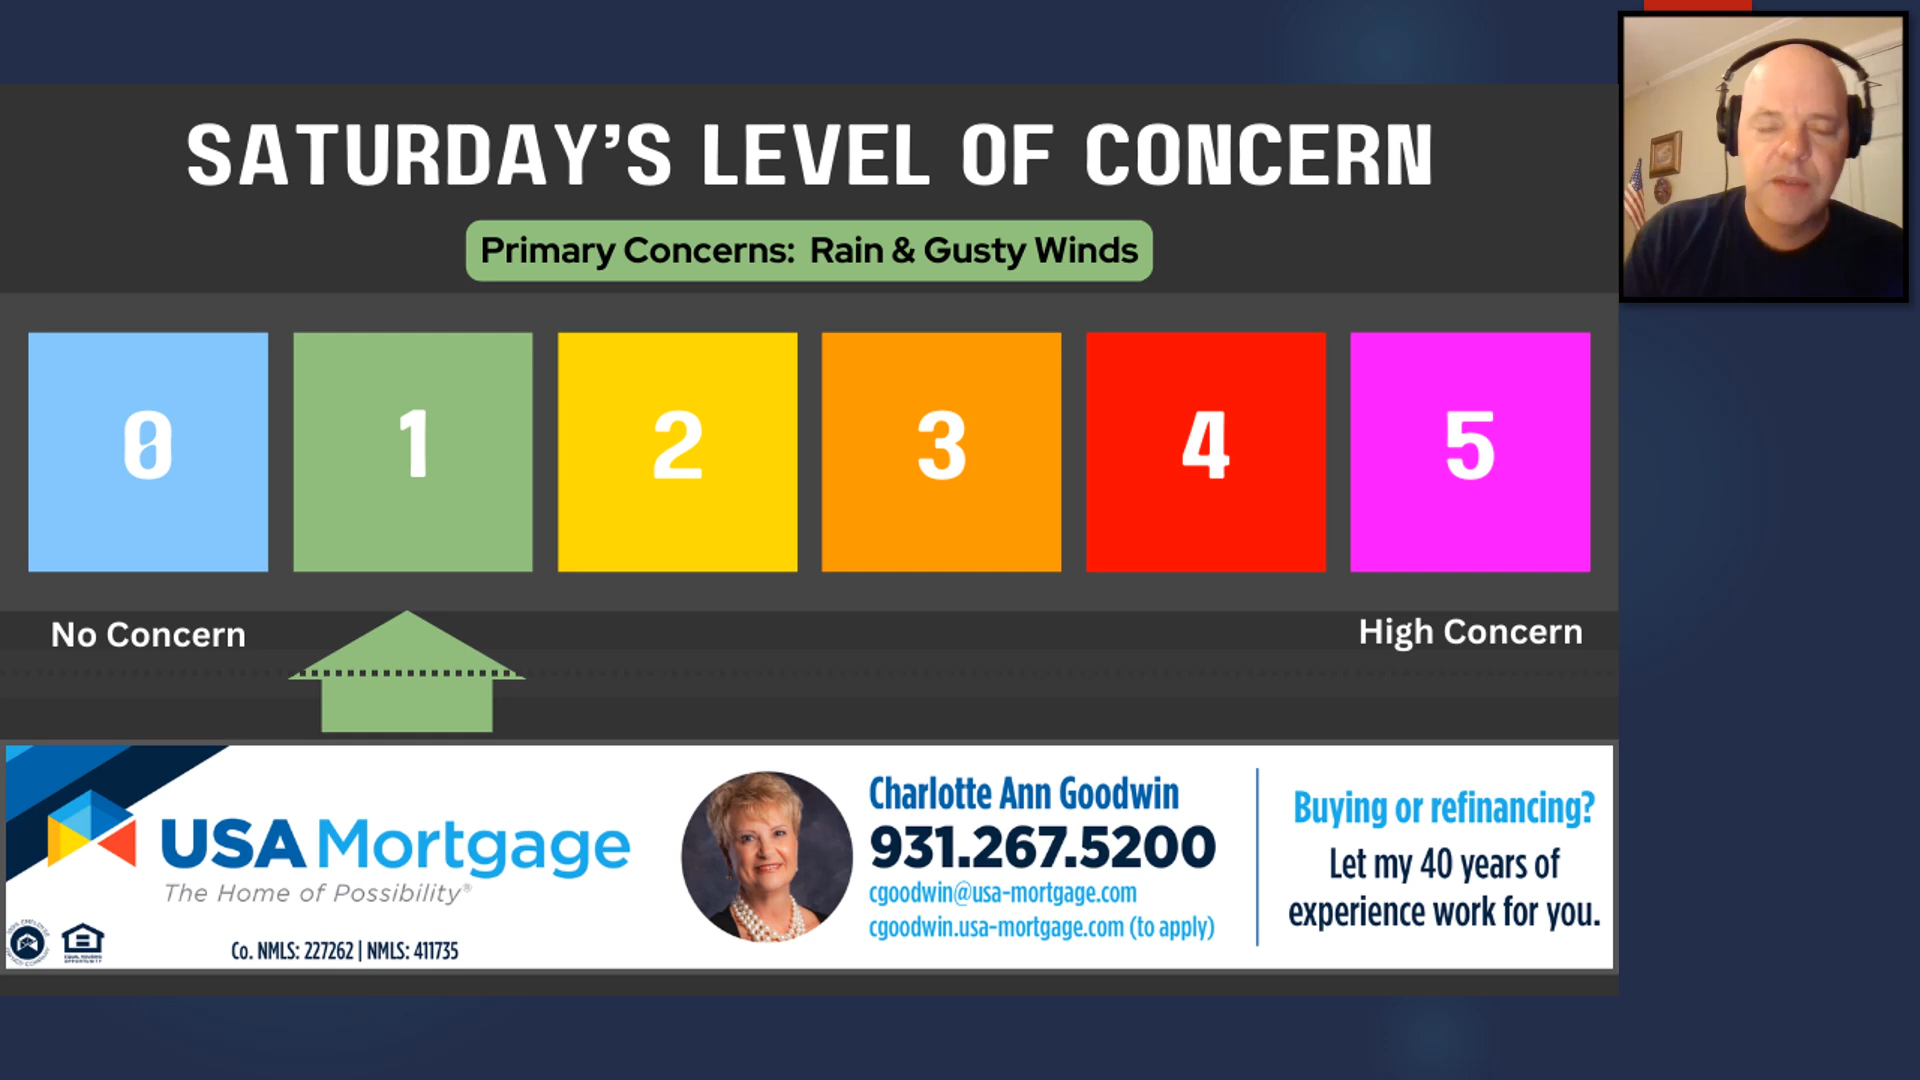 SATURDAY'S LEVEL OF CONCERN
Primary Concerns: Rain & Gusty Winds
0 1 2 3 4 5
No Concern
High Concern
USA Mortgage
The Home of Possibility®
Co. NMLS: 227262 | NMLS: 411735
Charlotte Ann Goodwin
931.267.5200
cgoodwin@usa-mortgage.com
cgoodwin.usa-mortgage.com (to apply)
Buying or refinancing?
Let my 40 years of
experience work for you.
EQUAL HOUSING
OPPORTUNITY